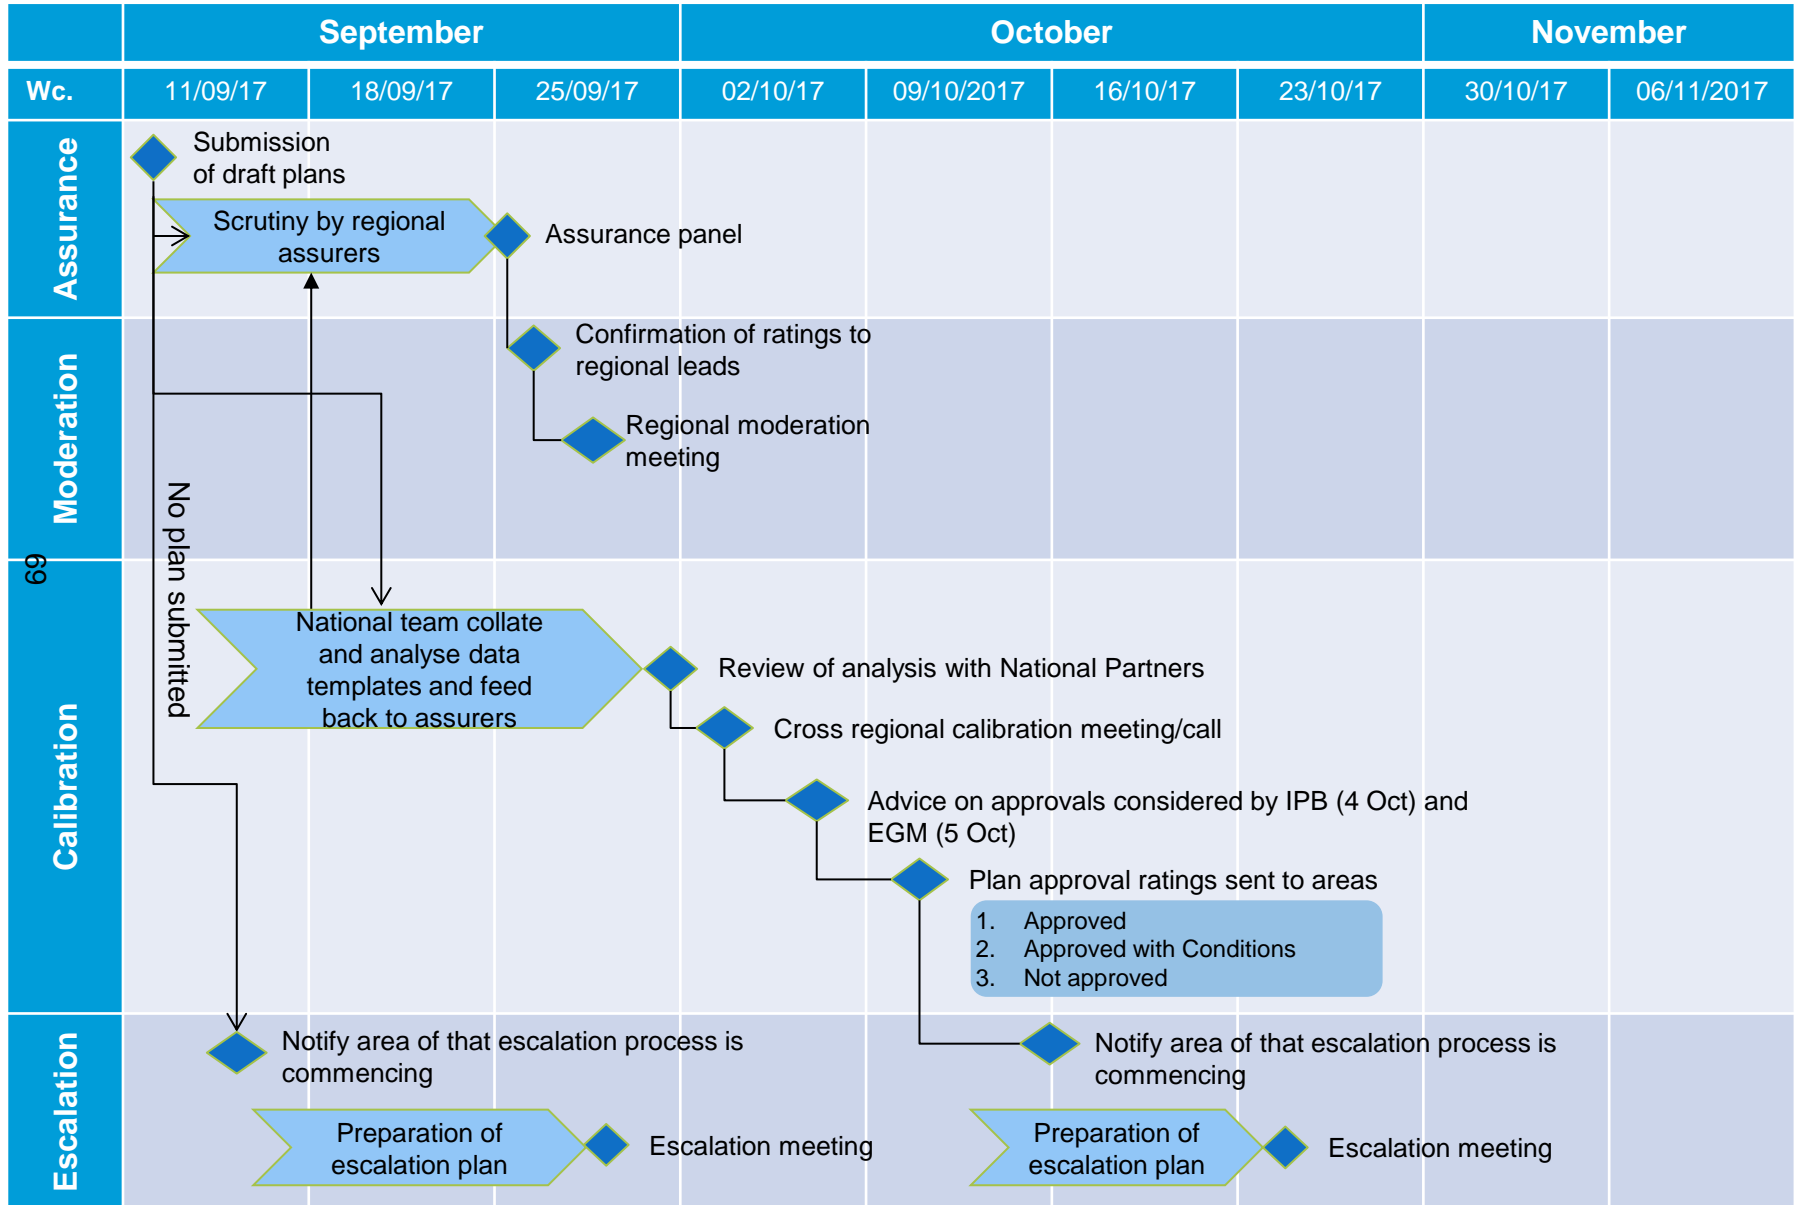 September
October
November
Wc.
11/09/17
18/09/17
25/09/17
02/10/17
09/10/2017
16/10/17
23/10/17
30/10/17
06/11/2017
Assurance
Submission
of draft plans
Scrutiny by regional
assurers
Assurance panel
Moderation
Confirmation of ratings to
regional leads
Regional moderation
meeting
No plan submitted
69
Calibration
National team collate
and analyse data
templates and feed
back to assurers
Review of analysis with National Partners
Cross regional calibration meeting/call
Advice on approvals considered by IPB (4 Oct) and
EGM (5 Oct)
Plan approval ratings sent to areas
1. Approved
2. Approved with Conditions
3. Not approved
Escalation
Notify area of that escalation process is
commencing
Preparation of
escalation plan
Escalation meeting
Notify area of that escalation process is
commencing
Preparation of
escalation plan
Escalation meeting